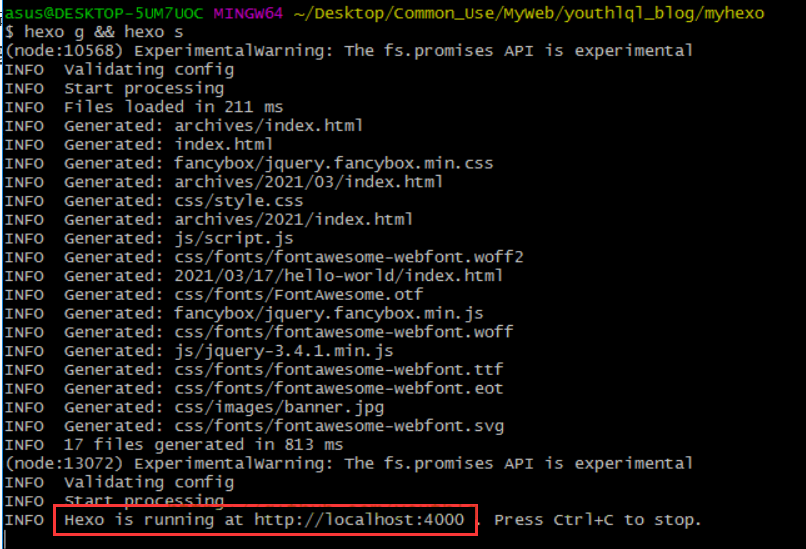 asus@DESKTOP-5UM7UOC MINGW64 ~/Desktop/Common_Use/MyWeb/youthlql_blog/myhexo
$ hexo g && hexo s
(node:10568) ExperimentalWarning: The fs.promises API is experimental
INFO  Validating config
INFO  Start processing
INFO  Files loaded in 211 ms
INFO  Generated: archives/index.html
INFO  Generated: index.html
INFO  Generated: fancybox/jquery.fancybox.min.css
INFO  Generated: archives/2021/03/index.html
INFO  Generated: css/style.css
INFO  Generated: archives/2021/index.html
INFO  Generated: js/script.js
INFO  Generated: css/fonts/fontawesome-webfont.woff2
INFO  Generated: 2021/03/17/hello-world/index.html
INFO  Generated: css/fonts/FontAwesome.otf
INFO  Generated: fancybox/jquery.fancybox.min.js
INFO  Generated: css/fonts/fontawesome-webfont.woff
INFO  Generated: js/jquery-3.4.1.min.js
INFO  Generated: css/fonts/fontawesome-webfont.ttf
INFO  Generated: css/fonts/fontawesome-webfont.eot
INFO  Generated: css/images/banner.jpg
INFO  Generated: css/fonts/fontawesome-webfont.svg
INFO  17 files generated in 813 ms
(node:13072) ExperimentalWarning: The fs.promises API is experimental
INFO  Validating config
INFO  Start processing
INFO  Hexo is running at http://localhost:4000 . Press Ctrl+C to stop.